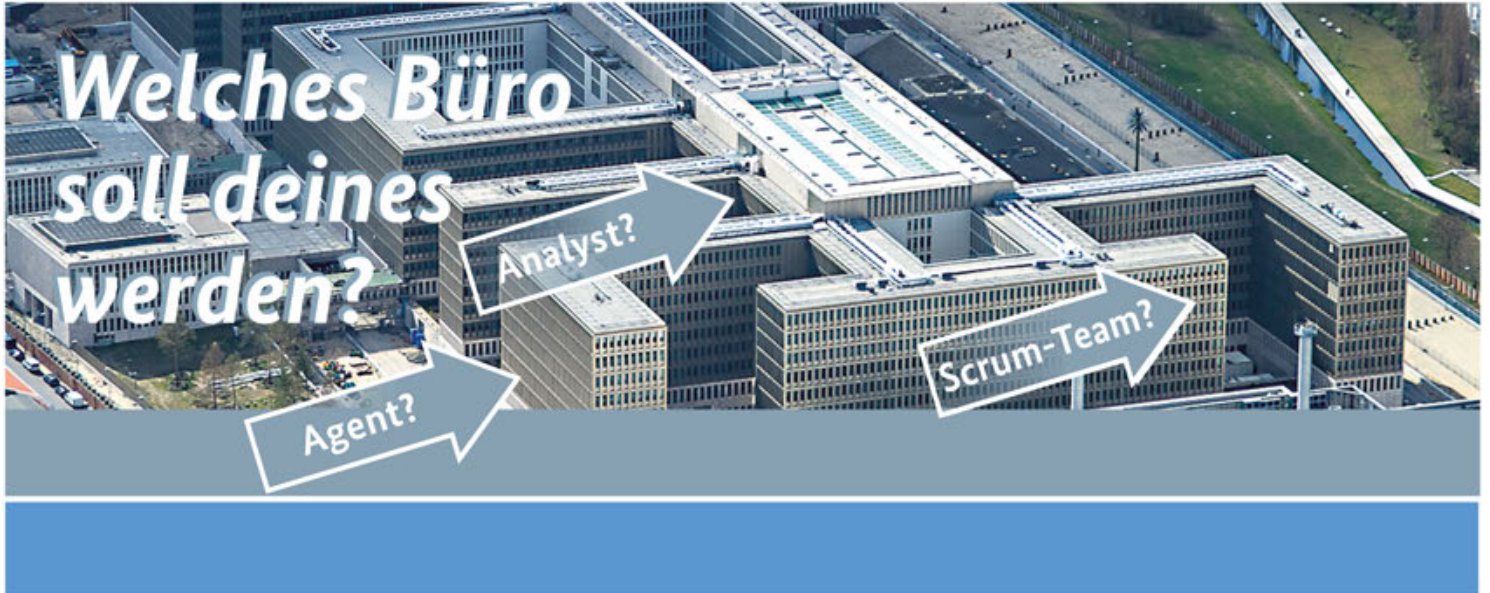 Welches Büro
soll deines
werden?
Analyst?
Scrum-Team?
Agent?